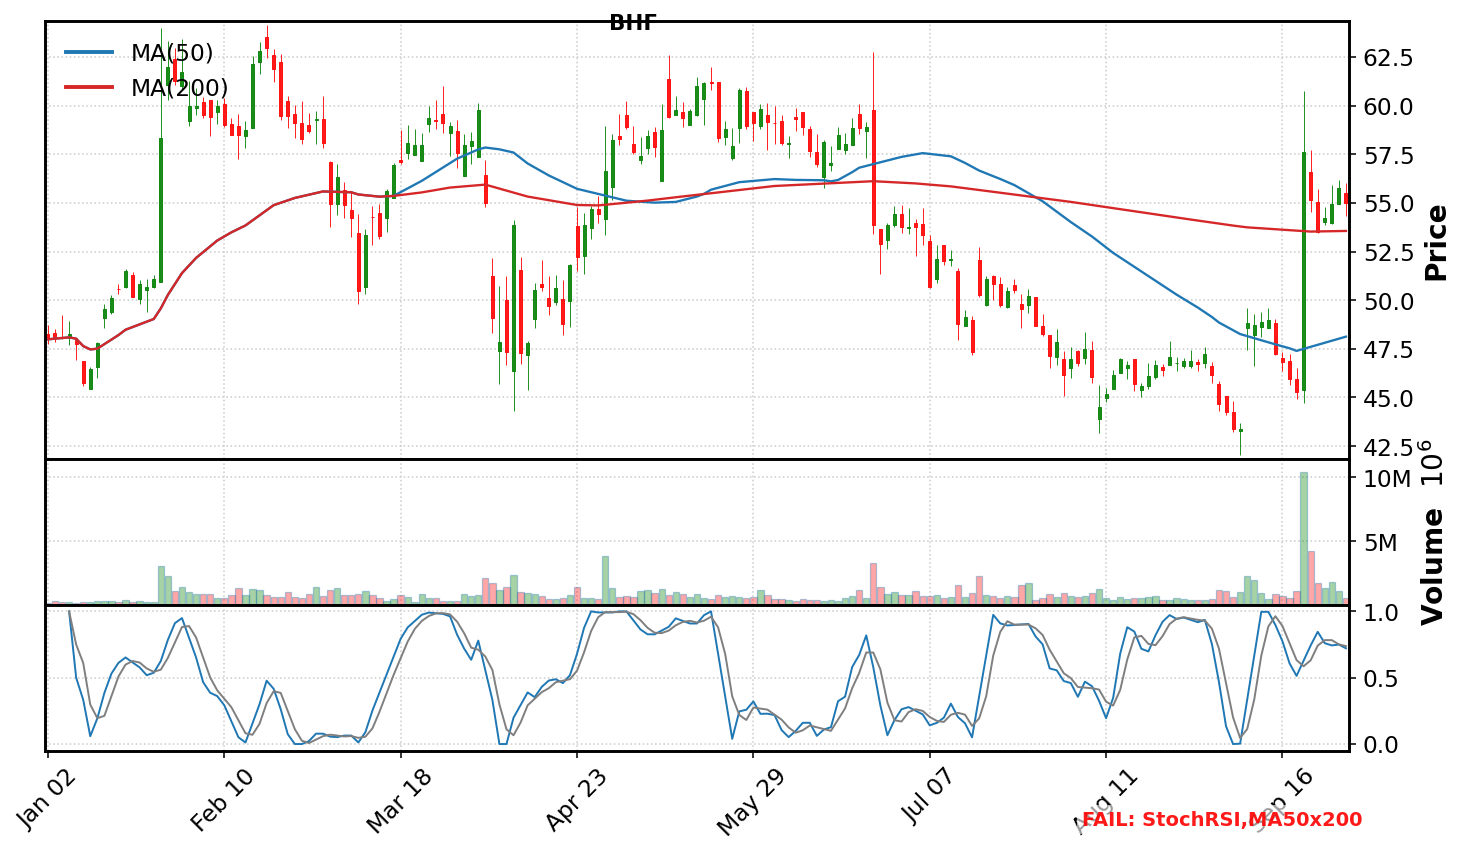 BHF
MA(50)
MA(200)
62.5
60.0
57.5
55.0
52.5
50.0
47.5
45.0
42.5
Price
10⁶
10M
5M
Volume
1.0
0.5
0.0
Jan 02
Feb 10
Mar 18
Apr 23
May 29
Jul 07
Aug 11
Sep 16
FAIL: StochRSI,MA50x200